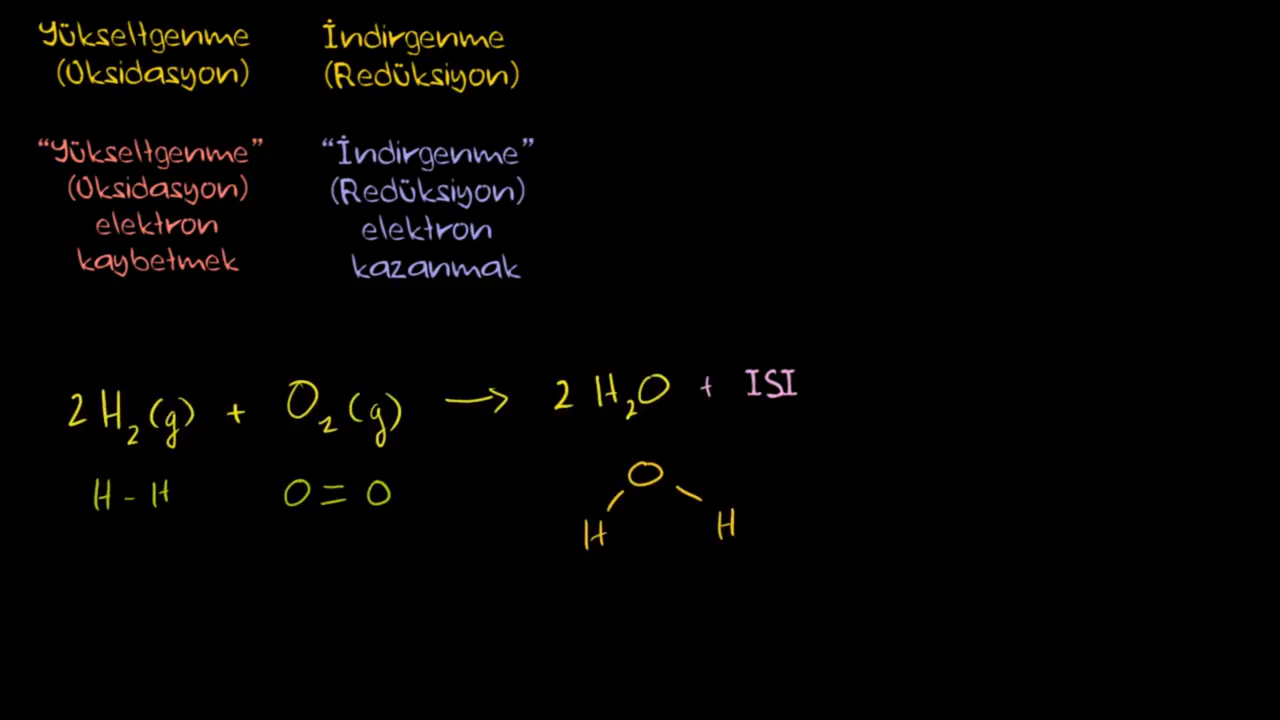 Yükseltgenme
(Oksidasyon)
İndirgenme
(Redüksiyon)
“Yükseltgenme”
(Oksidasyon)
elektron
kaybetmek
“İndirgenme”
(Redüksiyon)
elektron
kazanmak
2 H₂ (g) + O₂ (g) → 2 H₂O + ISI
H - H
O = O
O
H
H